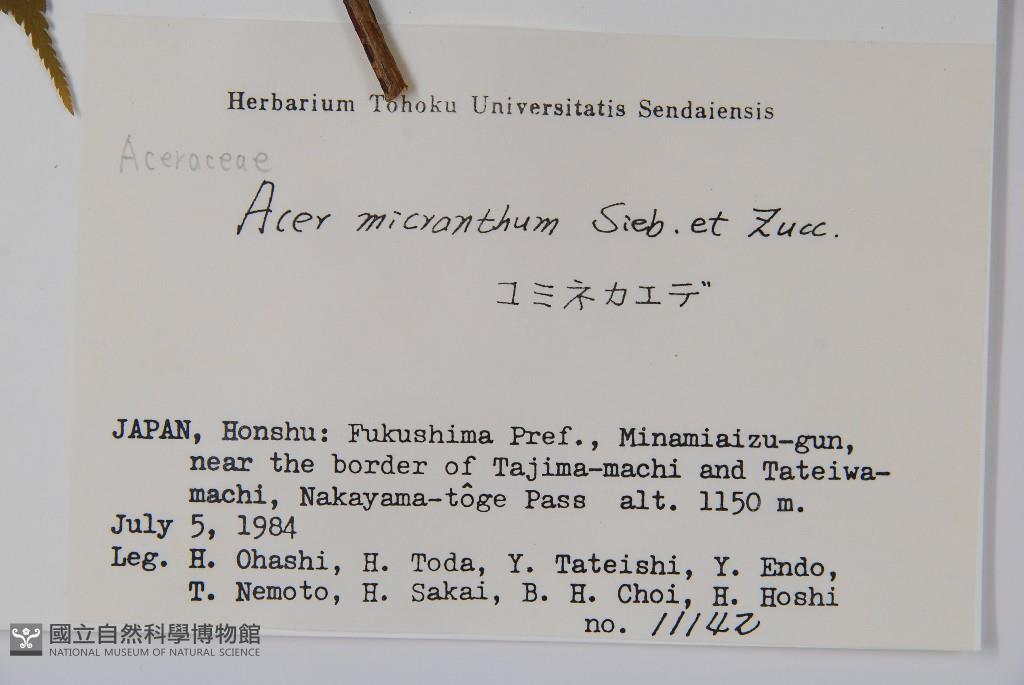 Herbarium Tohoku Universitatis Sendaiensis
Aceraceae
Acer micranthum Sieb. et Zucc.
コミネカエデ
JAPAN, Honshu: Fukushima Pref., Minamiaizu-gun,
near the border of Tajima-machi and Tateiwa-
machi, Nakayama-tôge Pass alt. 1150 m.
July 5, 1984
Leg. H. Ohashi, H. Toda, Y. Tateishi, Y. Endo,
T. Nemoto, H. Sakai, B. H. Choi, H. Hoshi
no. 11142
國立自然科學博物館
NATIONAL MUSEUM OF NATURAL SCIENCE